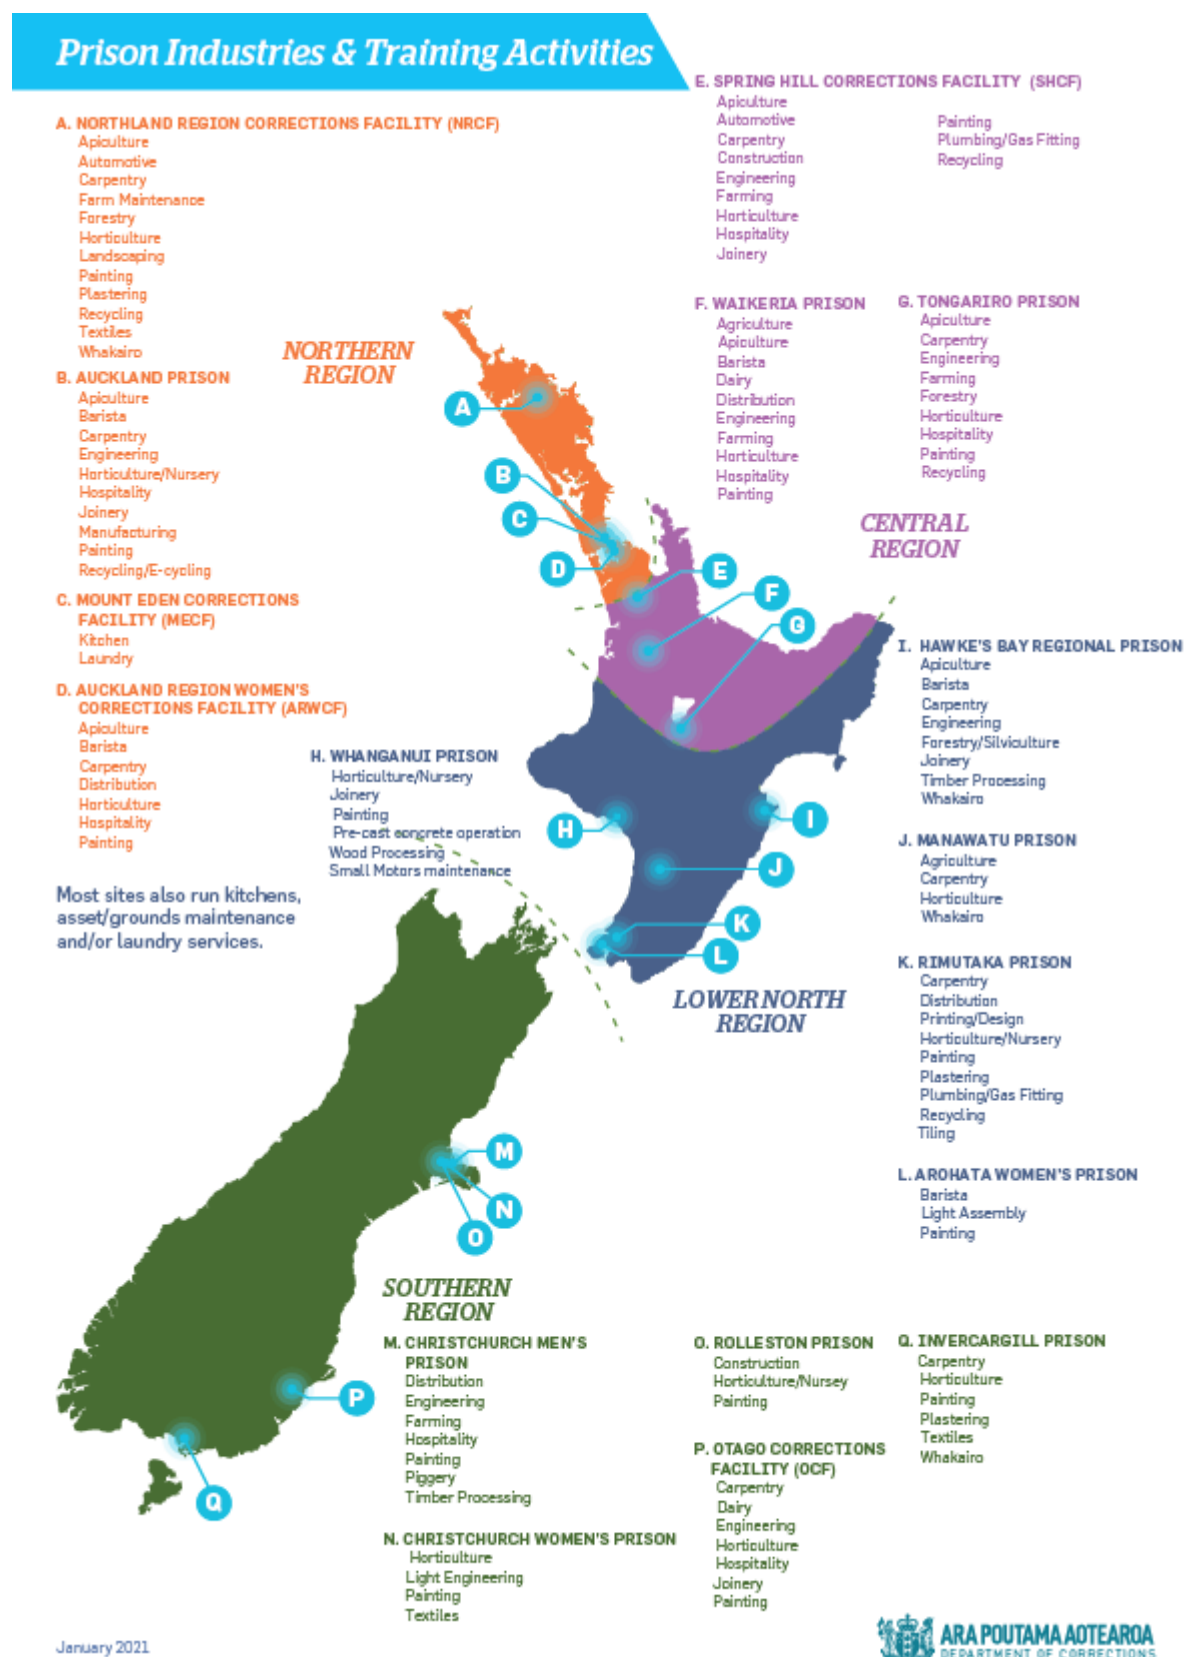 Prison Industries & Training Activities
A. NORTHLAND REGION CORRECTIONS FACILITY (NRCF)
Apiculture
Automotive
Carpentry
Farm Maintenance
Forestry
Horticulture
Landscaping
Painting
Plastering
Recycling
Textiles
Whakairo
B. AUCKLAND PRISON
Apiculture
Barista
Carpentry
Engineering
Horticulture/Nursery
Hospitality
Joinery
Manufacturing
Painting
Recycling/E-cycling
C. MOUNT EDEN CORRECTIONS
FACILITY (MECF)
Kitchen
Laundry
D. AUCKLAND REGION WOMEN'S
CORRECTIONS FACILITY (ARWCF)
Apiculture
Barista
Carpentry
Distribution
Horticulture
Hospitality
Painting
Most sites also run kitchens,
asset/grounds maintenance
and/or laundry services.
NORTHERN
REGION
E. SPRING HILL CORRECTIONS FACILITY (SHCF)
Apiculture
Automotive
Carpentry
Construction
Engineering
Farming
Horticulture
Hospitality
Joinery
Painting
Plumbing/Gas Fitting
Recycling
F. WAIKERIA PRISON
Agriculture
Apiculture
Barista
Dairy
Distribution
Engineering
Farming
Horticulture
Hospitality
Painting
G. TONGARIRO PRISON
Apiculture
Carpentry
Engineering
Farming
Forestry
Horticulture
Hospitality
Painting
Recycling
CENTRAL
REGION
A
B
C
D
E
F
G
H. WHANGANUI PRISON
Horticulture/Nursery
Joinery
Painting
Pre-cast concrete operation
Wood Processing
Small Motors maintenance
H
I
J
K
L
I. HAWKE'S BAY REGIONAL PRISON
Apiculture
Barista
Carpentry
Engineering
Forestry/Silviculture
Joinery
Timber Processing
Whakairo
J. MANAWATU PRISON
Agriculture
Carpentry
Horticulture
Whakairo
K. RIMUTAKA PRISON
Carpentry
Distribution
Printing/Design
Horticulture/Nursery
Painting
Plastering
Plumbing/Gas Fitting
Recycling
Tiling
L. AROHATA WOMEN'S PRISON
Barista
Light Assembly
Painting
LOWER NORTH
REGION
M
N
O
P
Q
SOUTHERN
REGION
M. CHRISTCHURCH MEN'S
PRISON
Distribution
Engineering
Farming
Hospitality
Painting
Piggery
Timber Processing
N. CHRISTCHURCH WOMEN'S PRISON
Horticulture
Light Engineering
Painting
Textiles
O. ROLLESTON PRISON
Construction
Horticulture/Nursey
Painting
P. OTAGO CORRECTIONS
FACILITY (OCF)
Carpentry
Dairy
Engineering
Horticulture
Hospitality
Joinery
Painting
Q. INVERCARGILL PRISON
Carpentry
Horticulture
Painting
Plastering
Textiles
Whakairo
January 2021
ARA POUTAMA AOTEAROA
DEPARTMENT OF CORRECTIONS